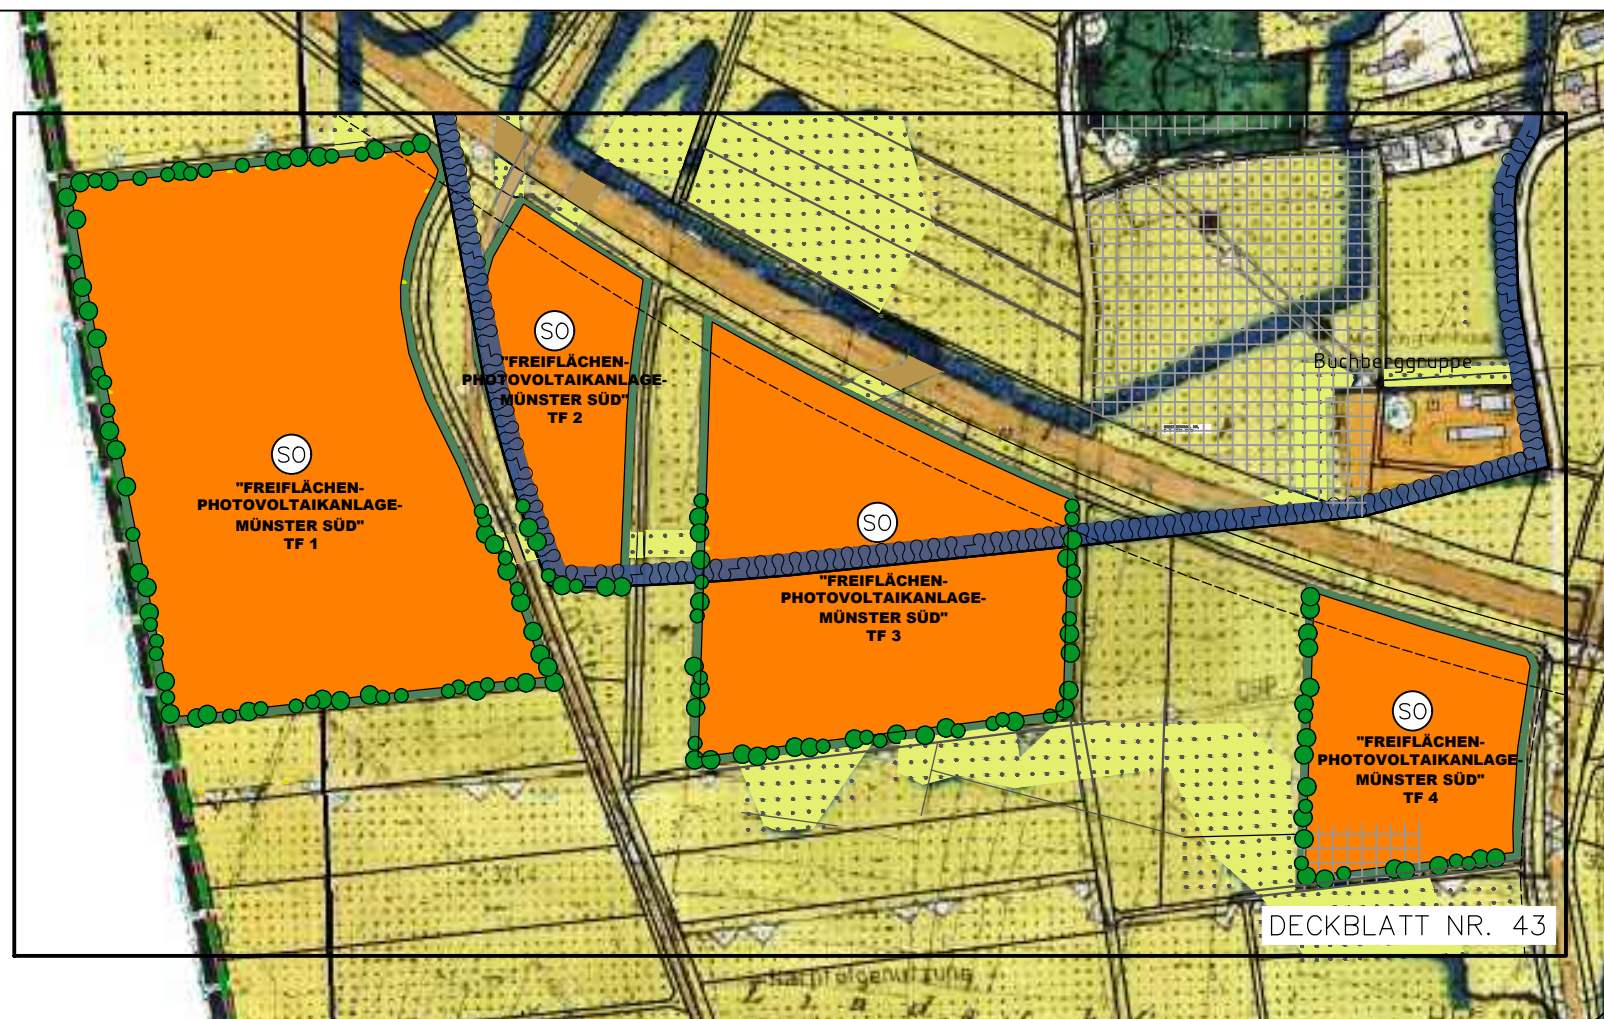 SO
"FREIFLÄCHEN-
PHOTOVOLTAIKANLAGE-
MÜNSTER SÜD"
TF 2
Buchberggruppe
SO
"FREIFLÄCHEN-
PHOTOVOLTAIKANLAGE-
MÜNSTER SÜD"
TF 1
SO
"FREIFLÄCHEN-
PHOTOVOLTAIKANLAGE-
MÜNSTER SÜD"
TF 3
SO
"FREIFLÄCHEN-
PHOTOVOLTAIKANLAGE-
MÜNSTER SÜD"
TF 4
DECKBLATT NR. 43